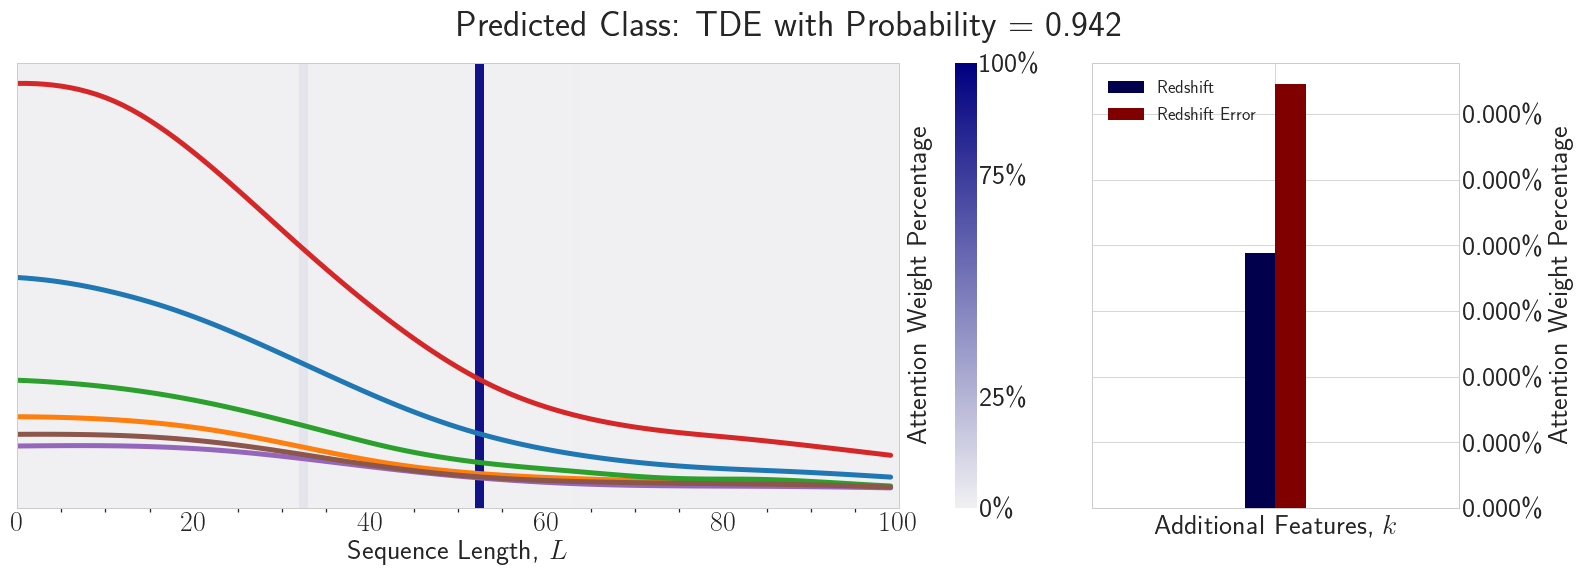 Predicted Class: TDE with Probability = 0.942
0 20 40 60 80 100
Sequence Length, L
100%
75%
25%
0%
Attention Weight Percentage
Redshift
Redshift Error
0.000%
0.000%
0.000%
0.000%
0.000%
0.000%
0.000%
Attention Weight Percentage
Additional Features, k